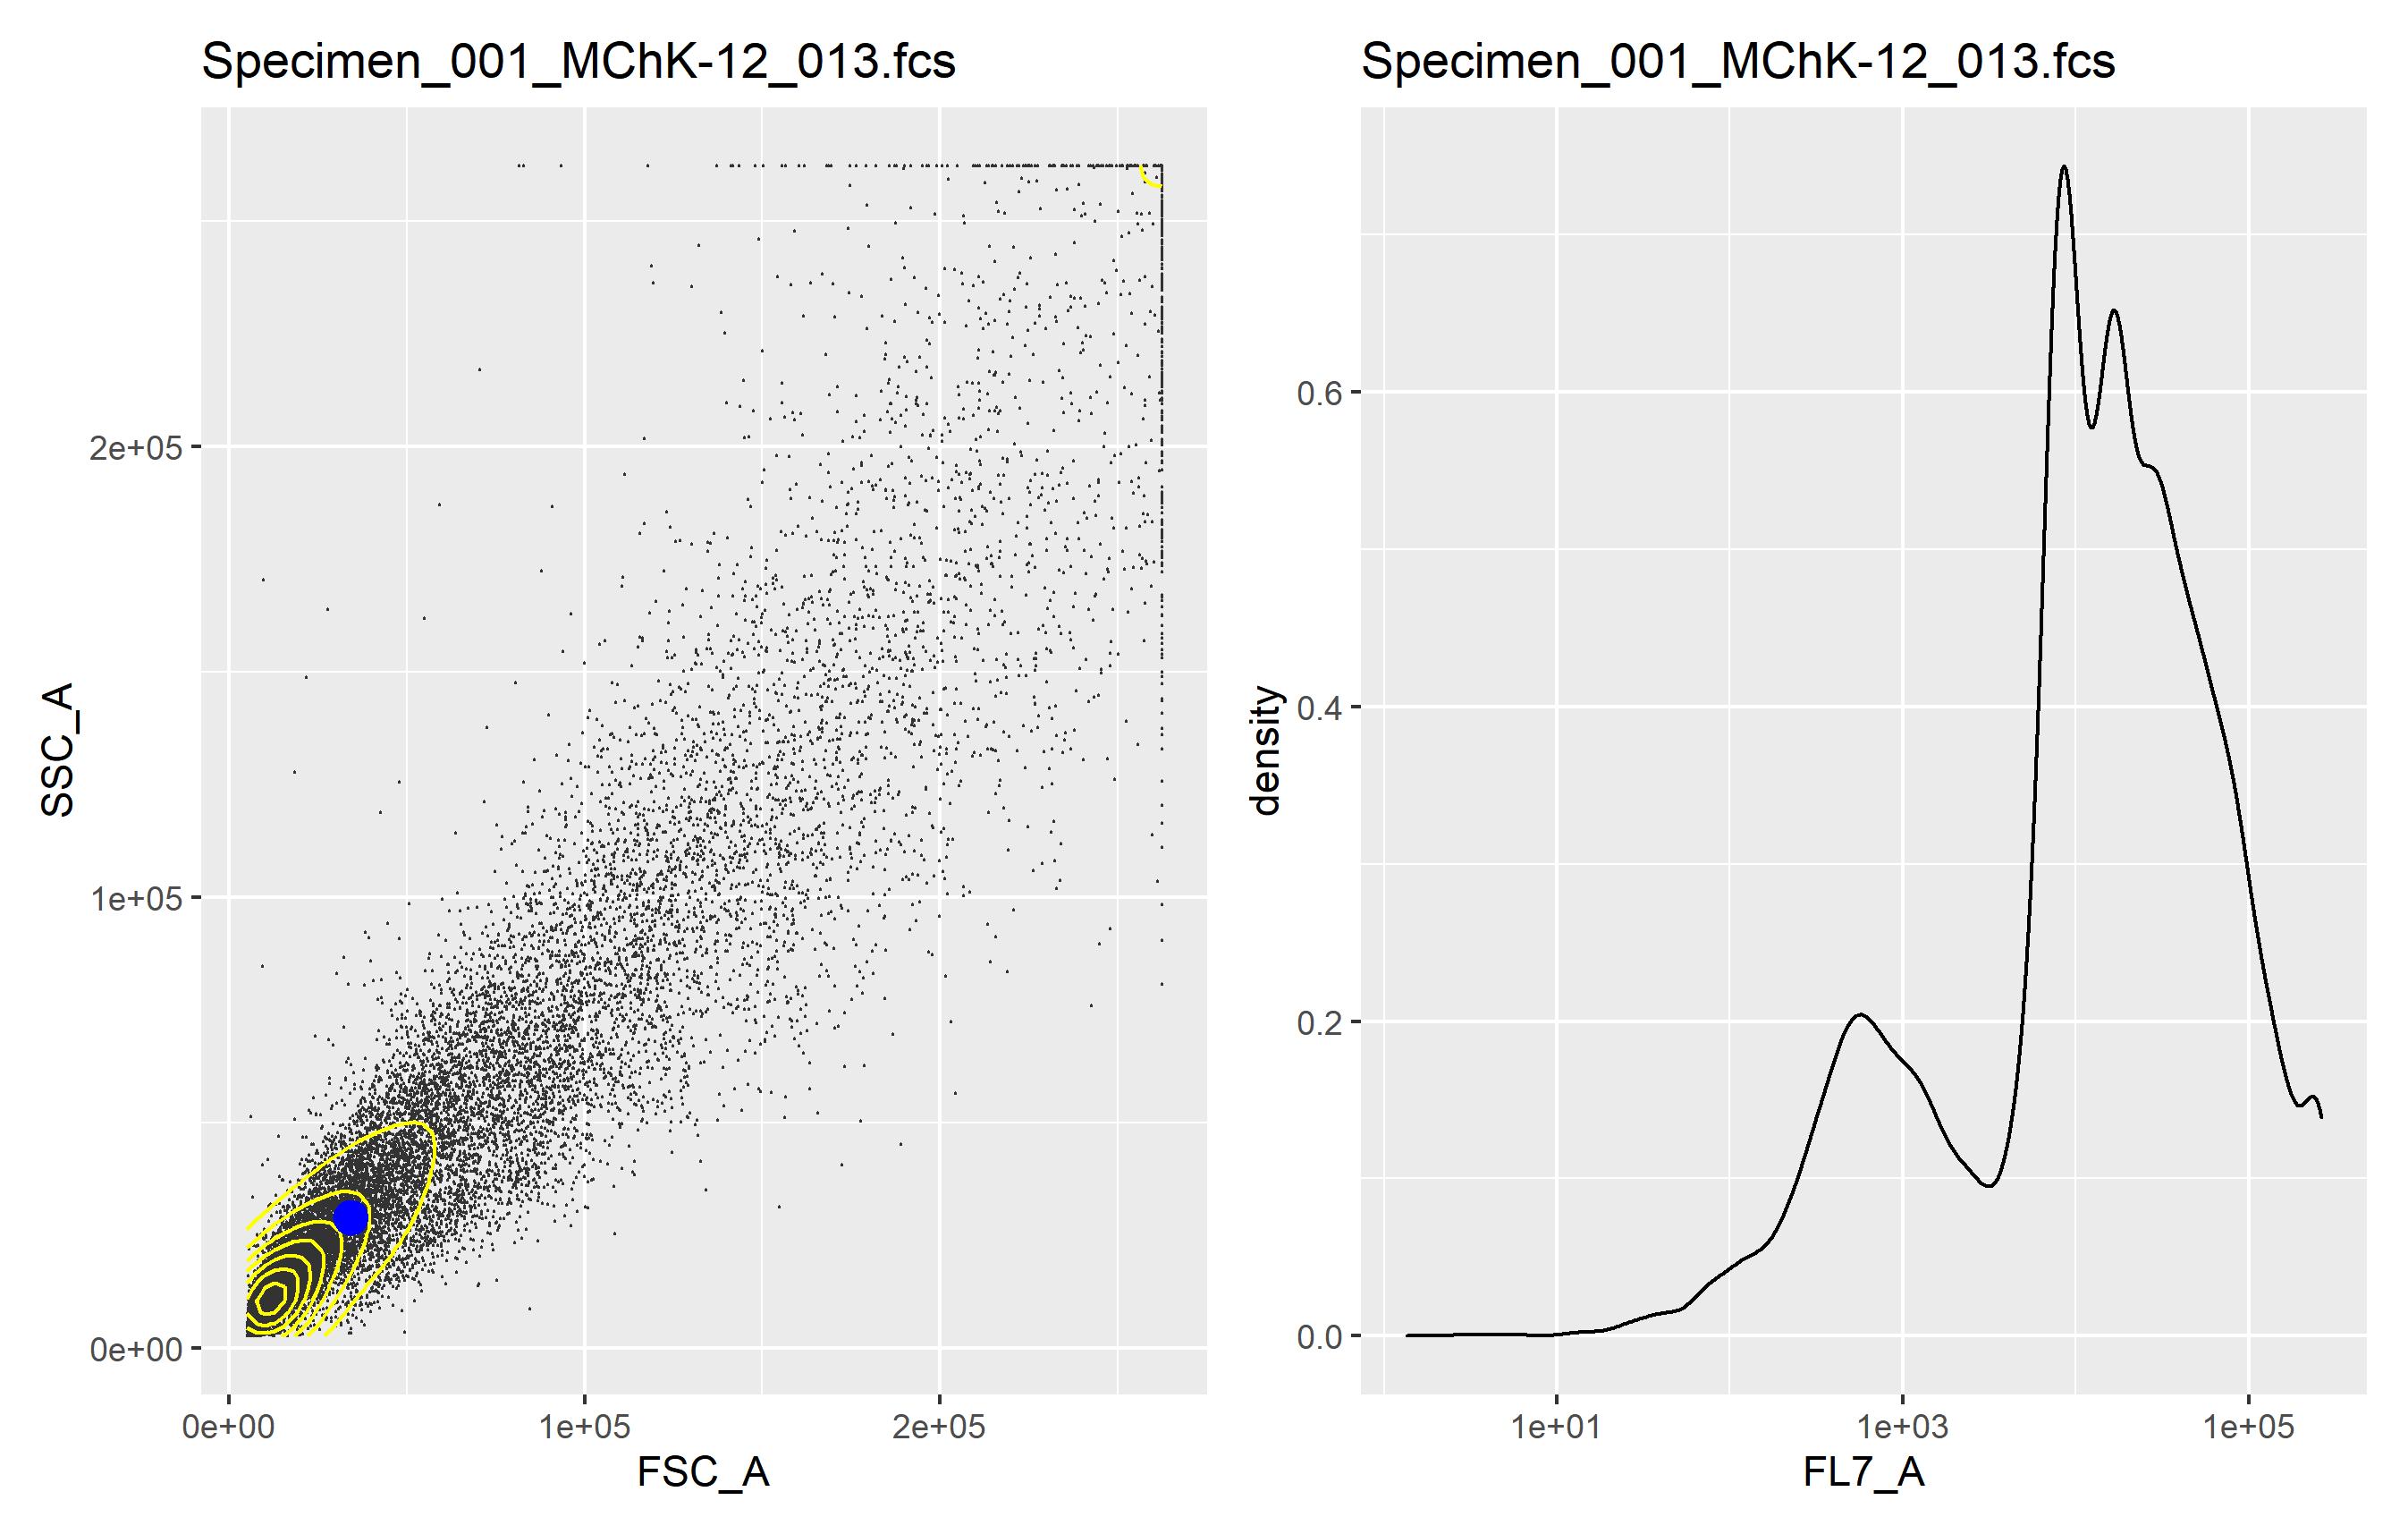 Specimen_001_MChK-12_013.fcs
SSC_A
2e+05
1e+05
0e+00
0e+00 1e+05 2e+05
FSC_A
Specimen_001_MChK-12_013.fcs
density
0.6
0.4
0.2
0.0
1e+01 1e+03 1e+05
FL7_A